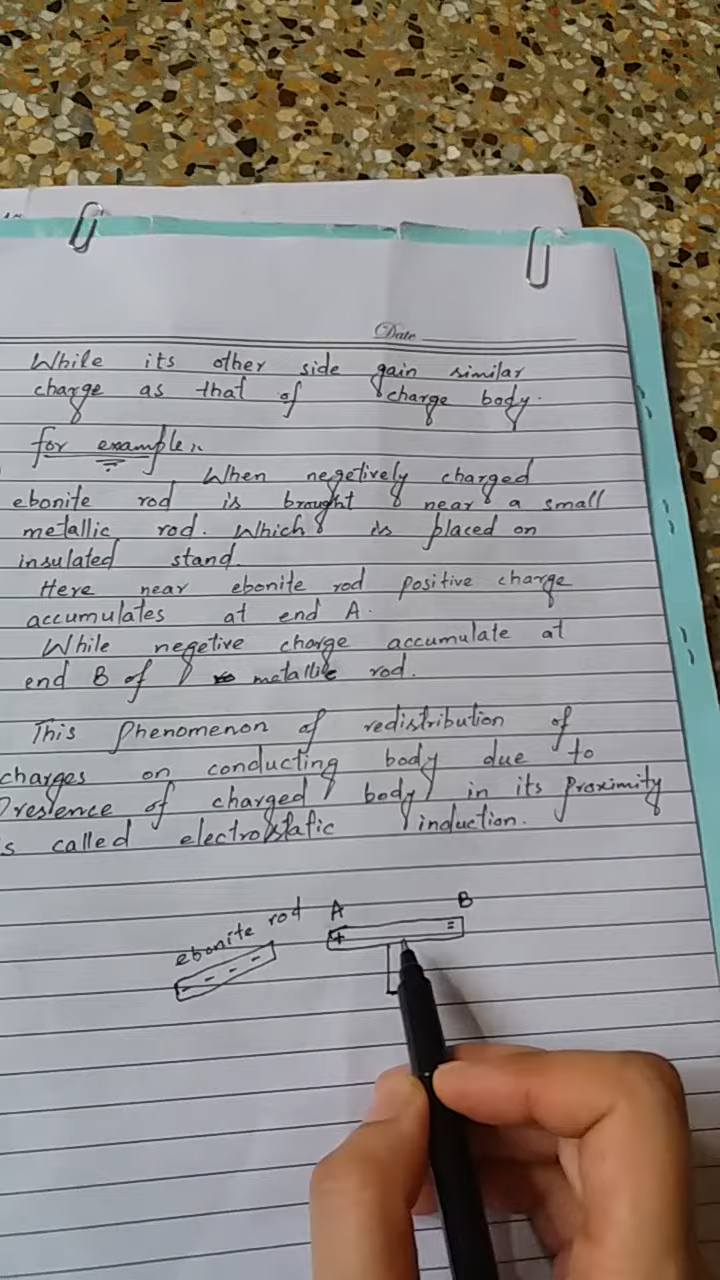 Date
While its other side gain similar
charge as that of charge body.
for example:
When negetively charged
ebonite rod is brought near a small
metallic rod. Which is placed on
insulated stand.
Here near ebonite rod positive charge
accumulates at end A.
While negetive charge accumulate at
end B of metallic rod.
This Phenomenon of redistribution of
charges on conducting body due to
Presence of charged body in its Proximity
is called electrostatic induction.
ebonite rod A B
+ =
- - - -